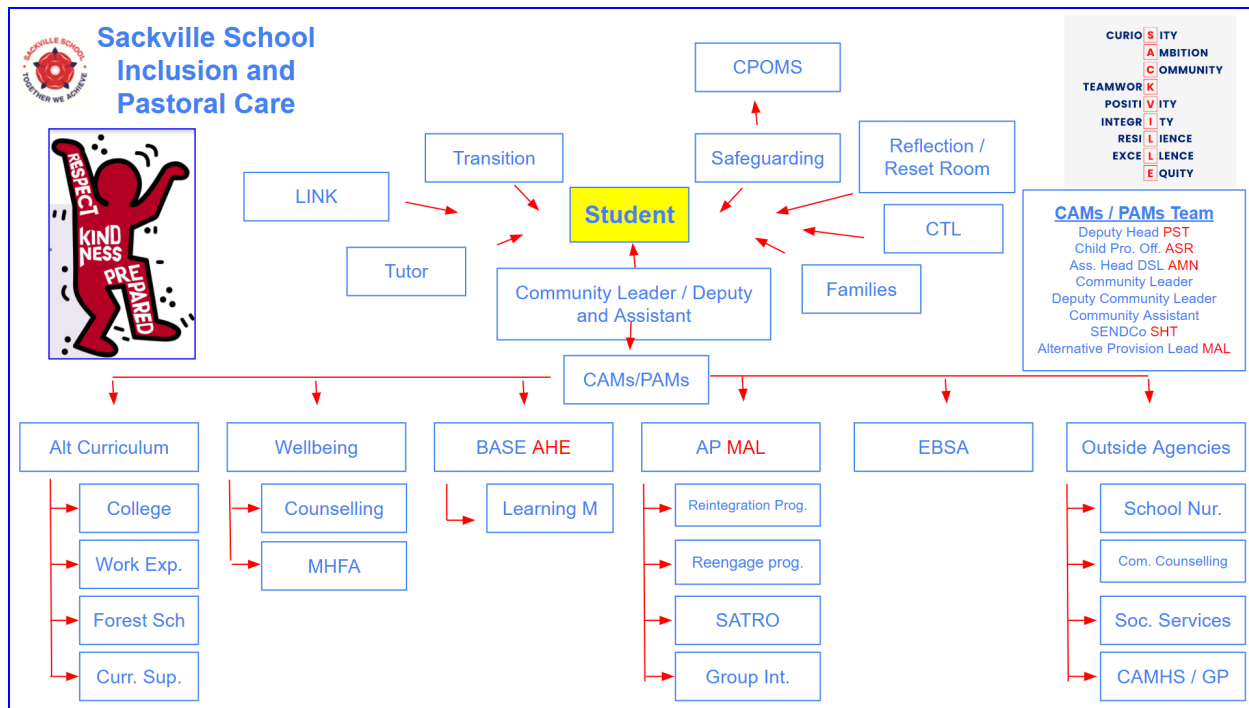 SACKVILLE SCHOOL
TOGETHER WE ACHIEVE
Sackville School
Inclusion and
Pastoral Care
CPOMS
CURIOSITY
AMBITION
COMMUNITY
TEAMWORK
POSITIVITY
INTEGRITY
RESILIENCE
EXCELLENCE
EQUITY
RESPECT
KIND
NESS
PREPARED
Transition
Safeguarding
Reflection /
Reset Room
LINK
Student
CTL
Tutor
Community Leader / Deputy
and Assistant
Families
CAMs / PAMs Team
Deputy Head PST
Child Pro. Off. ASR
Ass. Head DSL AMN
Community Leader
Deputy Community Leader
Community Assistant
SENDCo SHT
Alternative Provision Lead MAL
CAMs/PAMs
Alt Curriculum
Wellbeing
BASE AHE
AP MAL
EBSA
Outside Agencies
College
Work Exp.
Forest Sch
Curr. Sup.
Counselling
MHFA
Learning M
Reintegration Prog.
Reengage prog.
SATRO
Group Int.
School Nur.
Com. Counselling
Soc. Services
CAMHS / GP